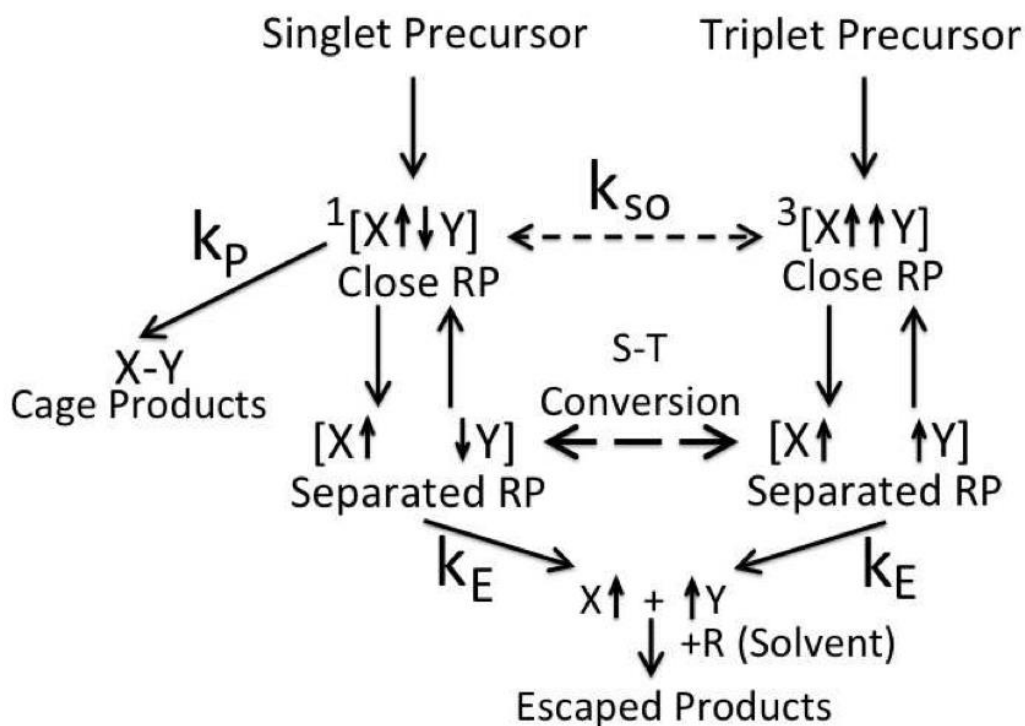 Singlet Precursor Triplet Precursor
k_P ¹[X↑↓Y] k_SO ³[X↑↑Y]
Close RP Close RP
X-Y S-T
Cage Products Conversion
[X↑ ↓Y] [X↑ ↑Y]
Separated RP Separated RP
k_E k_E
X↑ + ↑Y
+R (Solvent)
Escaped Products